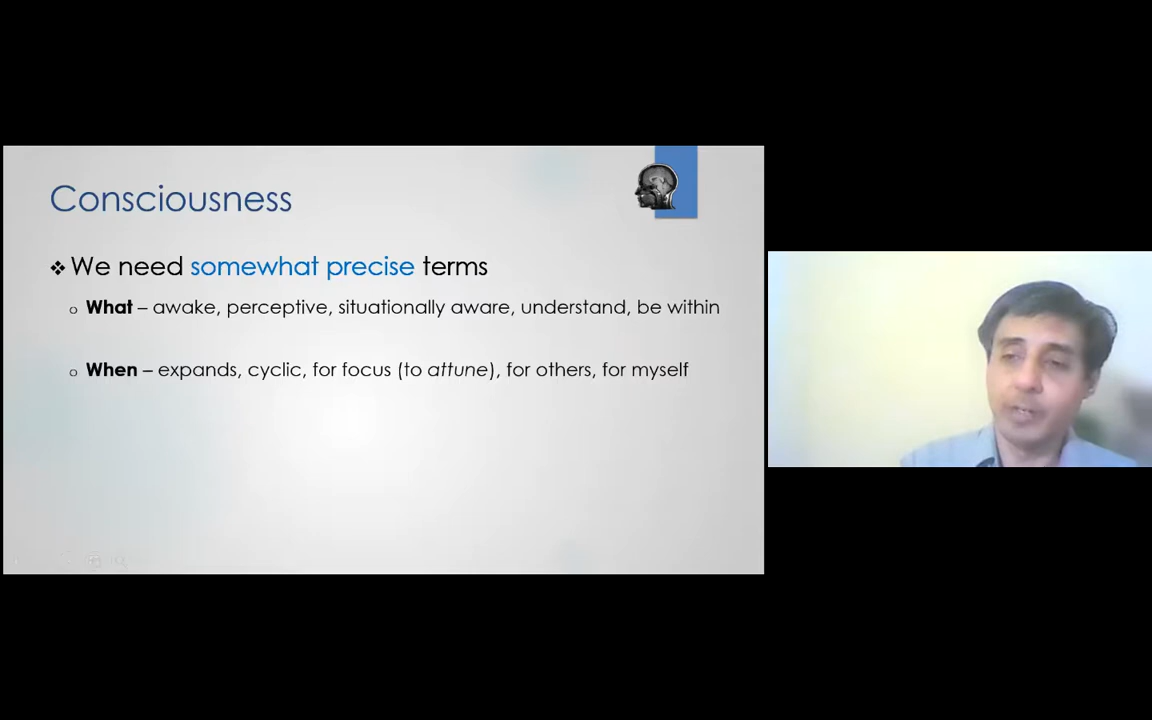 Consciousness
❖ We need somewhat precise terms
o What – awake, perceptive, situationally aware, understand, be within
o When – expands, cyclic, for focus (to attune), for others, for myself